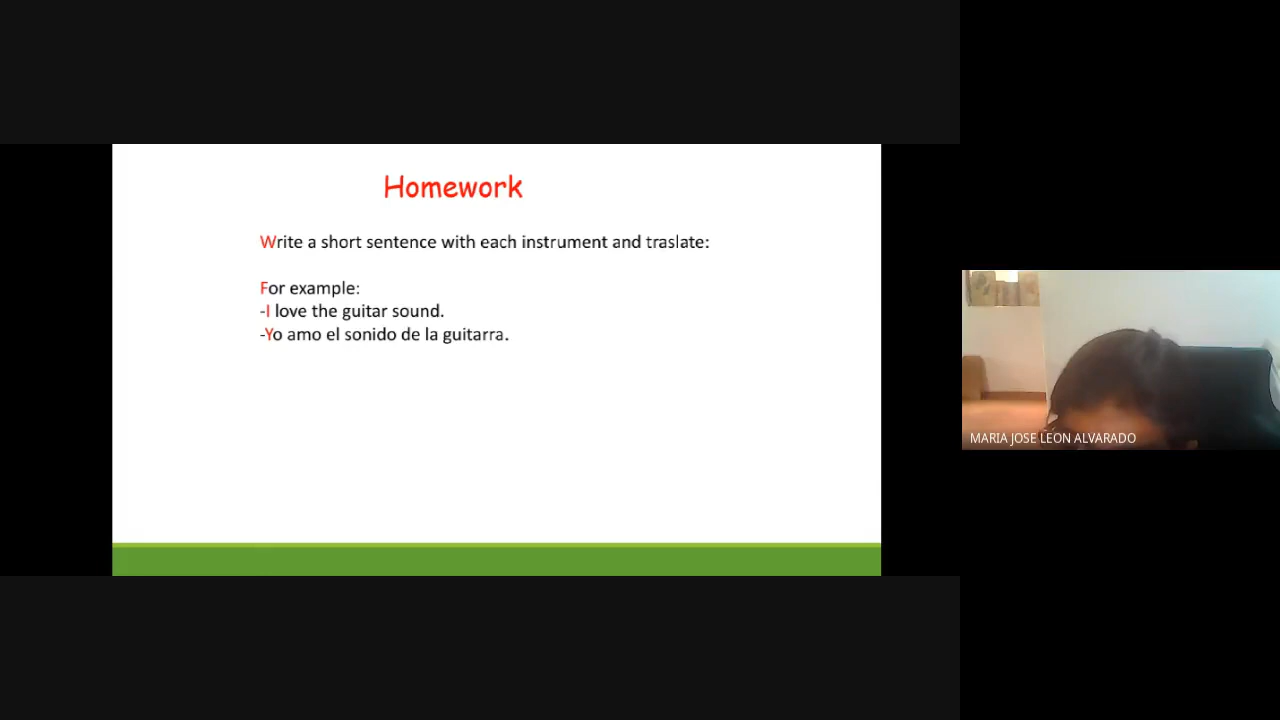 Homework
Write a short sentence with each instrument and traslate:
For example:
-I love the guitar sound.
-Yo amo el sonido de la guitarra.
MARIA JOSE LEON ALVARADO